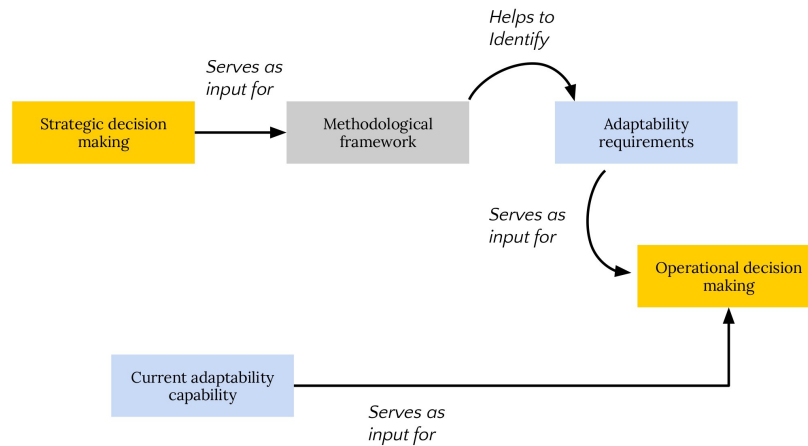 Helps to
Identify
Serves as
input for
Strategic decision
making
Methodological
framework
Adaptability
requirements
Serves as
input for
Operational decision
making
Current adaptability
capability
Serves as
input for